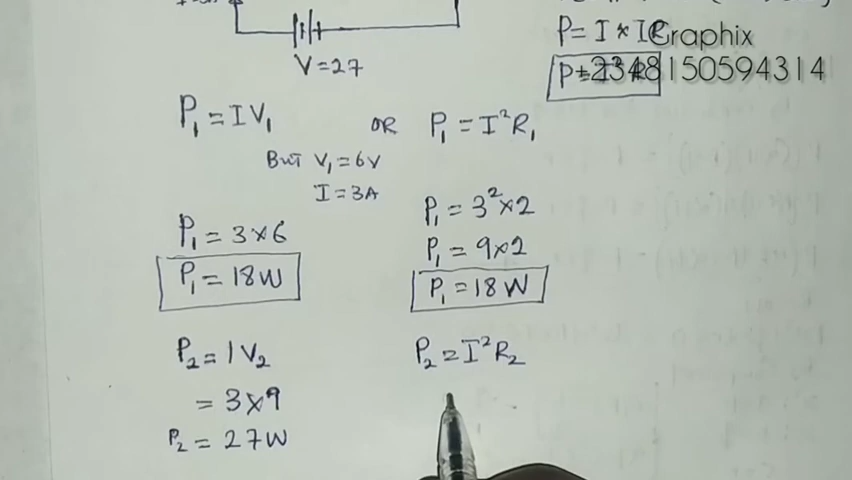 V=27
P=I×IR
Graphix
+2348150594314
P₁=IV₁ OR P₁=I²R₁
But V₁=6V
I=3A
P₁=3×6
P₁=18W
P₁=3²×2
P₁=9×2
P₁=18W
P₂=IV₂
=3×9
P₂=27W
P₂=I²R₂